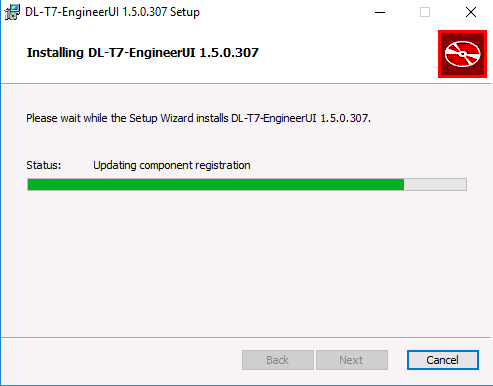 DL-T7-EngineerUI 1.5.0.307 Setup
Installing DL-T7-EngineerUI 1.5.0.307
Please wait while the Setup Wizard installs DL-T7-EngineerUI 1.5.0.307.
Status: Updating component registration
Back Next Cancel